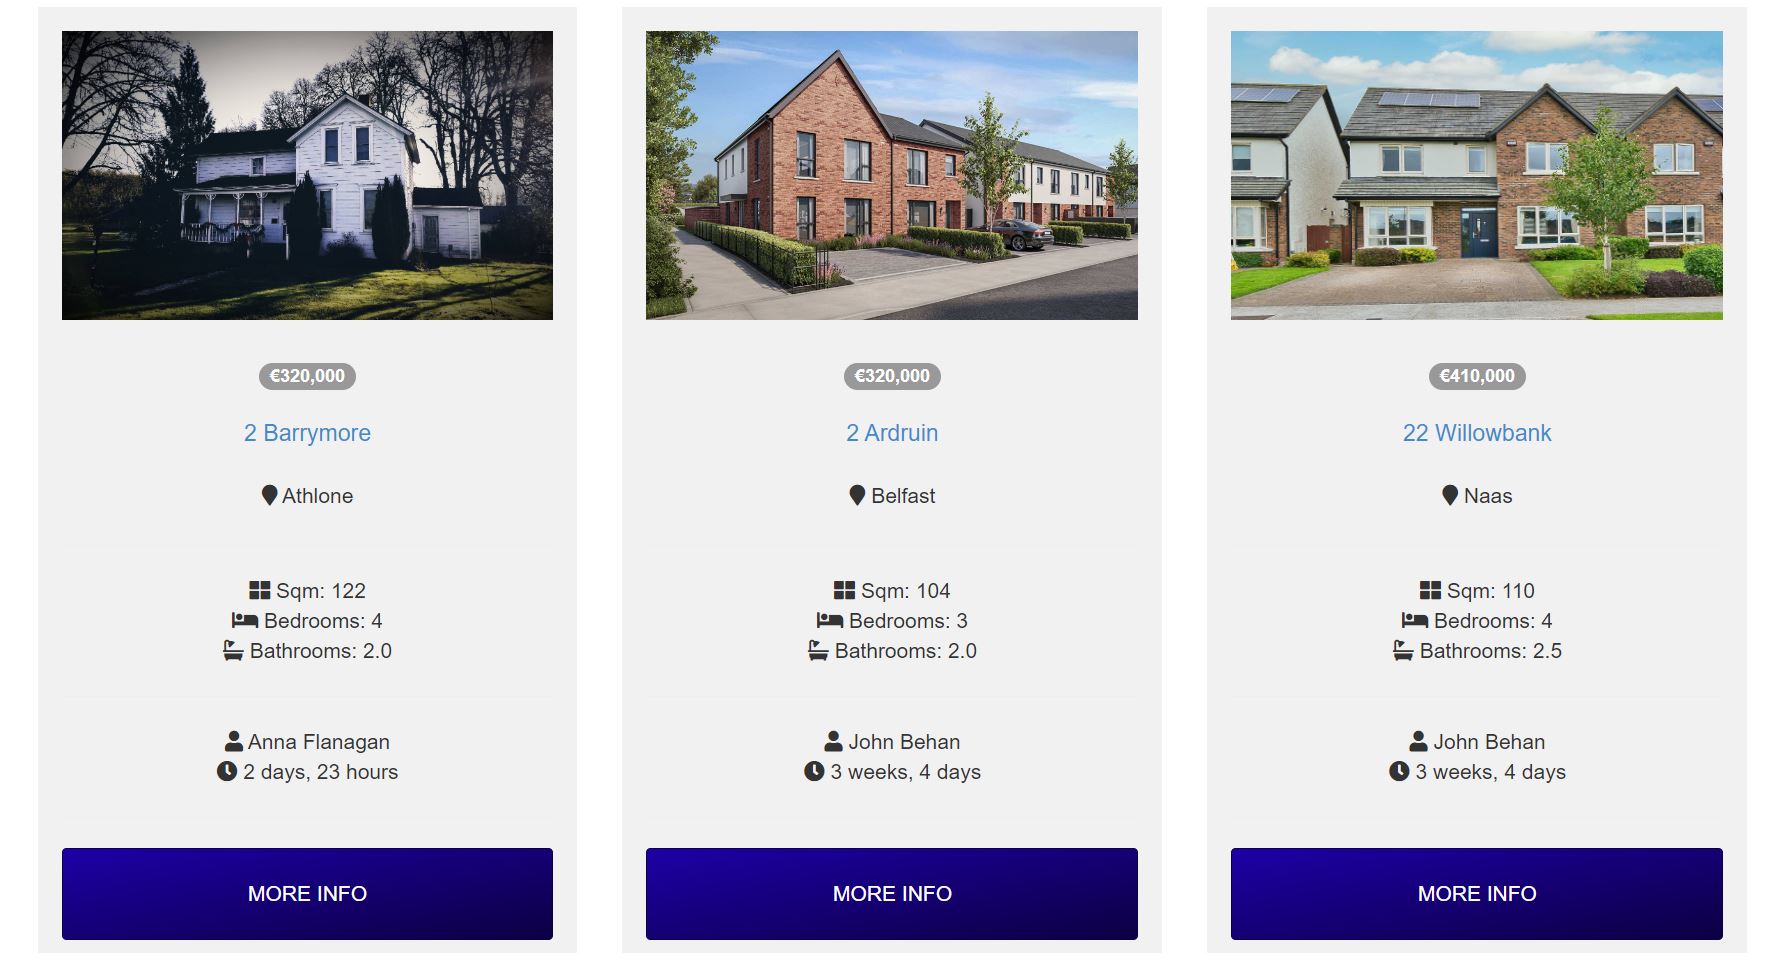 €320,000
2 Barrymore
Athlone
Sqm: 122
Bedrooms: 4
Bathrooms: 2.0
Anna Flanagan
2 days, 23 hours
MORE INFO
€320,000
2 Ardruin
Belfast
Sqm: 104
Bedrooms: 3
Bathrooms: 2.0
John Behan
3 weeks, 4 days
MORE INFO
€410,000
22 Willowbank
Naas
Sqm: 110
Bedrooms: 4
Bathrooms: 2.5
John Behan
3 weeks, 4 days
MORE INFO